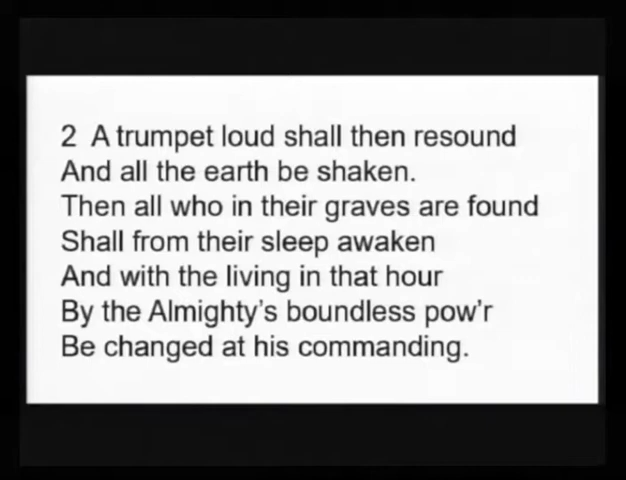 2 A trumpet loud shall then resound
And all the earth be shaken.
Then all who in their graves are found
Shall from their sleep awaken
And with the living in that hour
By the Almighty's boundless pow'r
Be changed at his commanding.